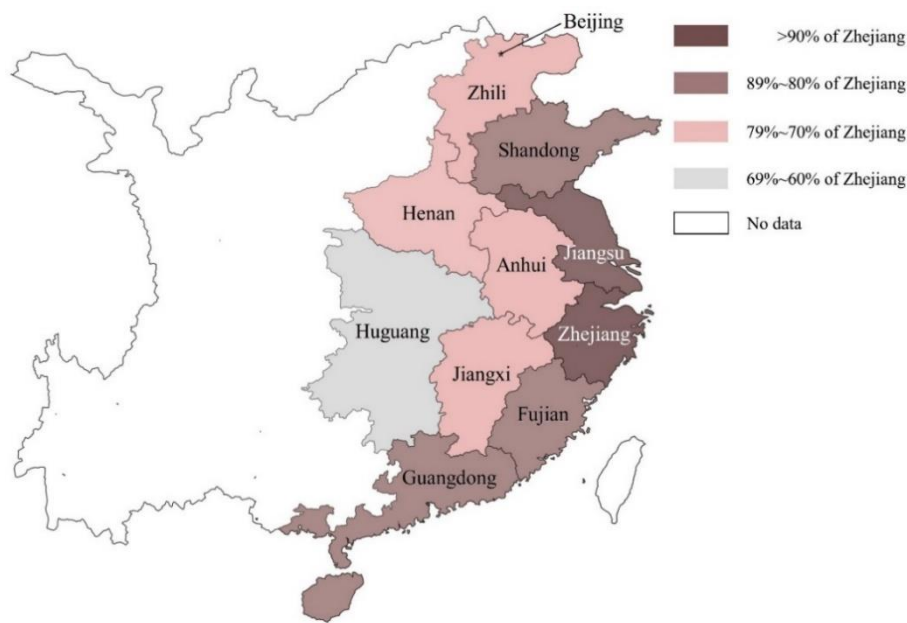 Beijing
>90% of Zhejiang
Zhili
89%~80% of Zhejiang
79%~70% of Zhejiang
Shandong
69%~60% of Zhejiang
Henan
No data
Anhui
Jiangsu
Huguang
Zhejiang
Jiangxi
Fujian
Guangdong